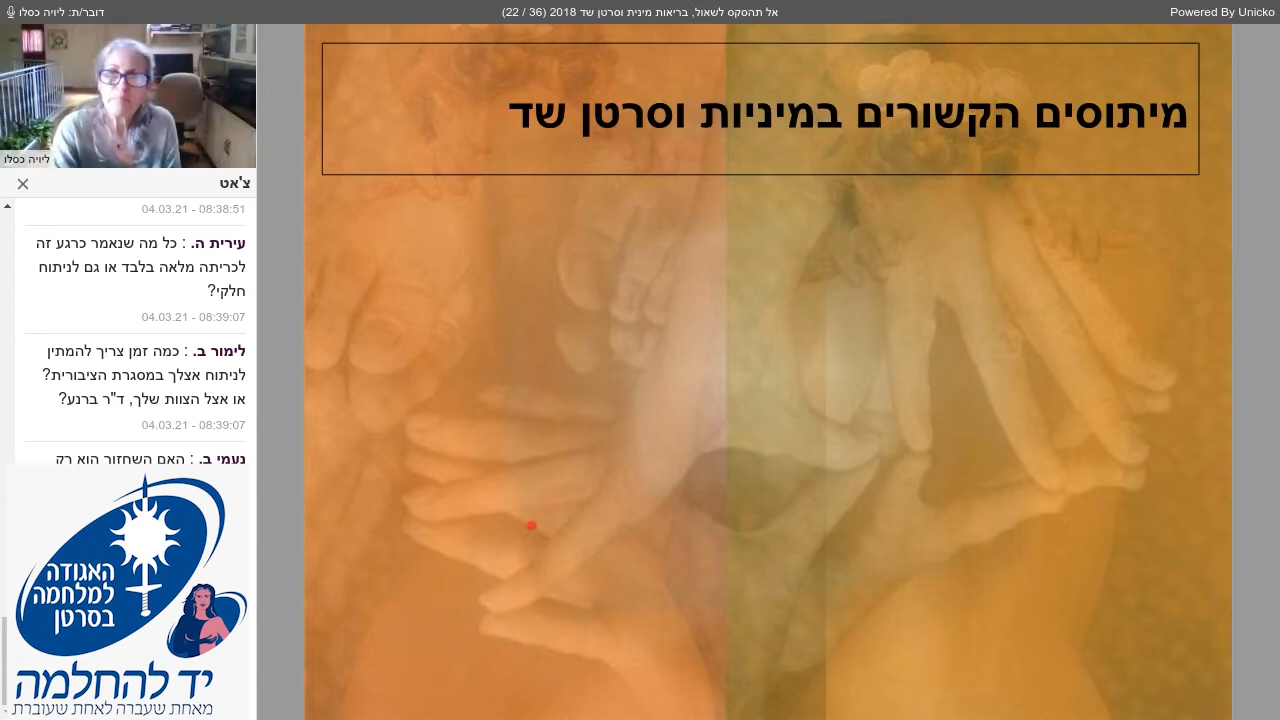 דובר/ת: ליויה כסלו
אל תהסקס לשאול, בריאות מינית וסרטן שד 2018 (36 / 22)
Powered By Unicko
ליויה כסלו
צ'אט
04.03.21 - 08:38:51
עירית ה. : כל מה שנאמר כרגע זה
לכריתה מלאה בלבד או גם לניתוח
חלקי?
04.03.21 - 08:39:07
לימור ב. : כמה זמן צריך להמתין
לניתוח אצלך במסגרת הציבורית?
או אצל הצוות שלך, ד"ר ברנע?
04.03.21 - 08:39:07
נעמי ב. : האם השחזור הוא רק
האגודה
למלחמה
בסרטן
יד להחלמה
מאחת שעברה לאחת שעוברת
מיתוסים הקשורים במיניות וסרטן שד